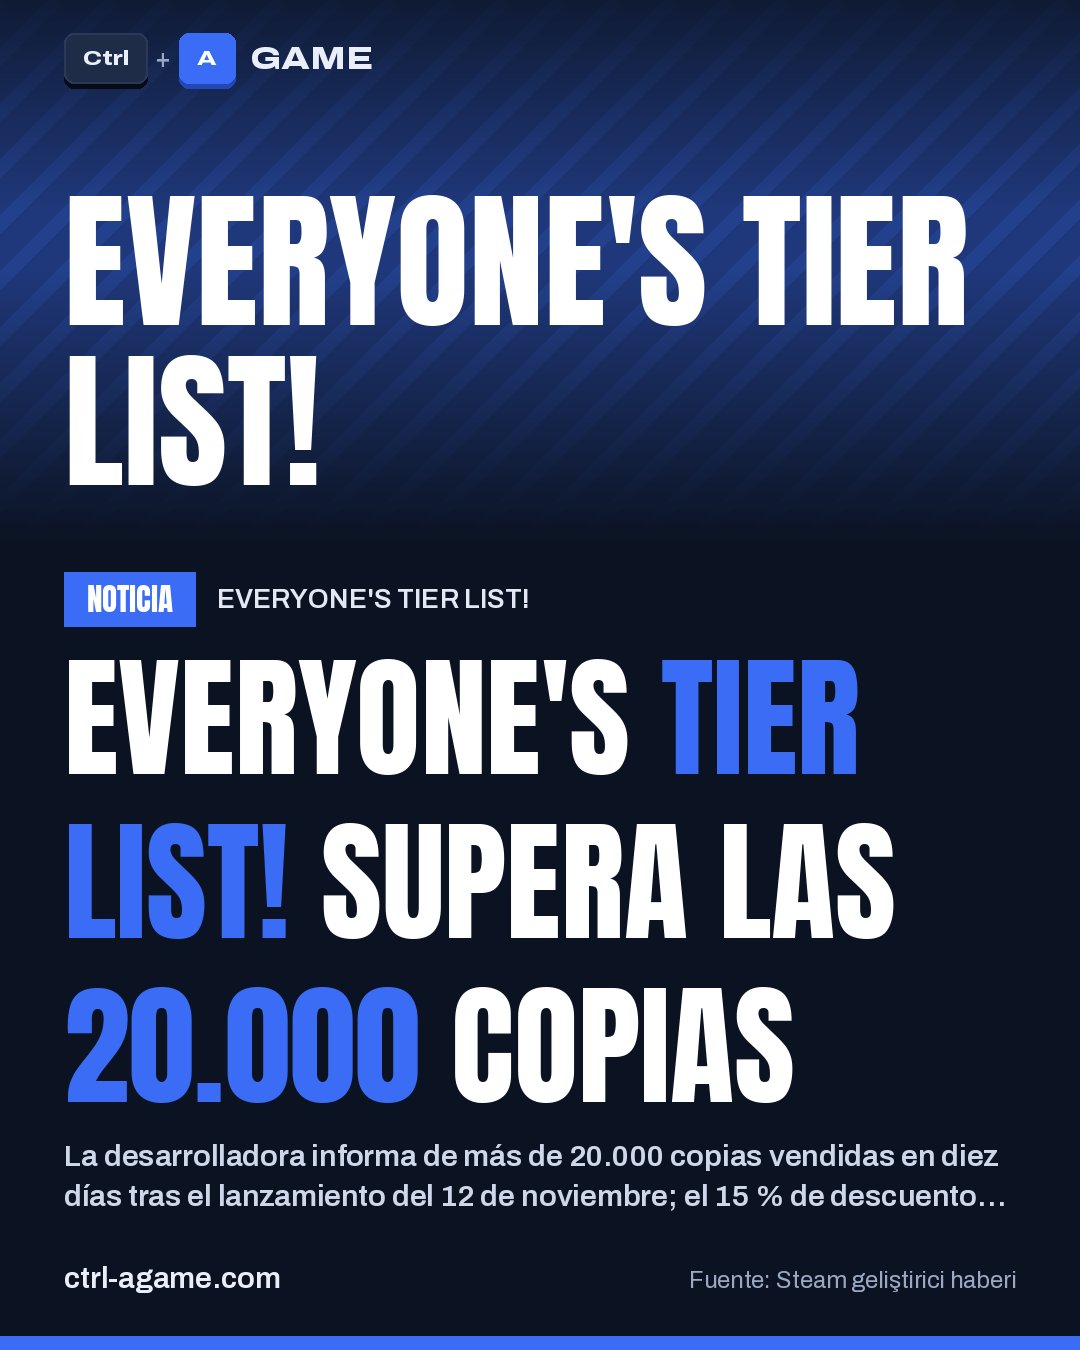 Ctrl + A GAME
EVERYONE'S TIER
LIST!
NOTICIA EVERYONE'S TIER LIST!
EVERYONE'S TIER
LIST! SUPERA LAS
20.000 COPIAS
La desarrolladora informa de más de 20.000 copias vendidas en diez
días tras el lanzamiento del 12 de noviembre; el 15 % de descuento…
ctrl-agame.com Fuente: Steam geliştirici haberi